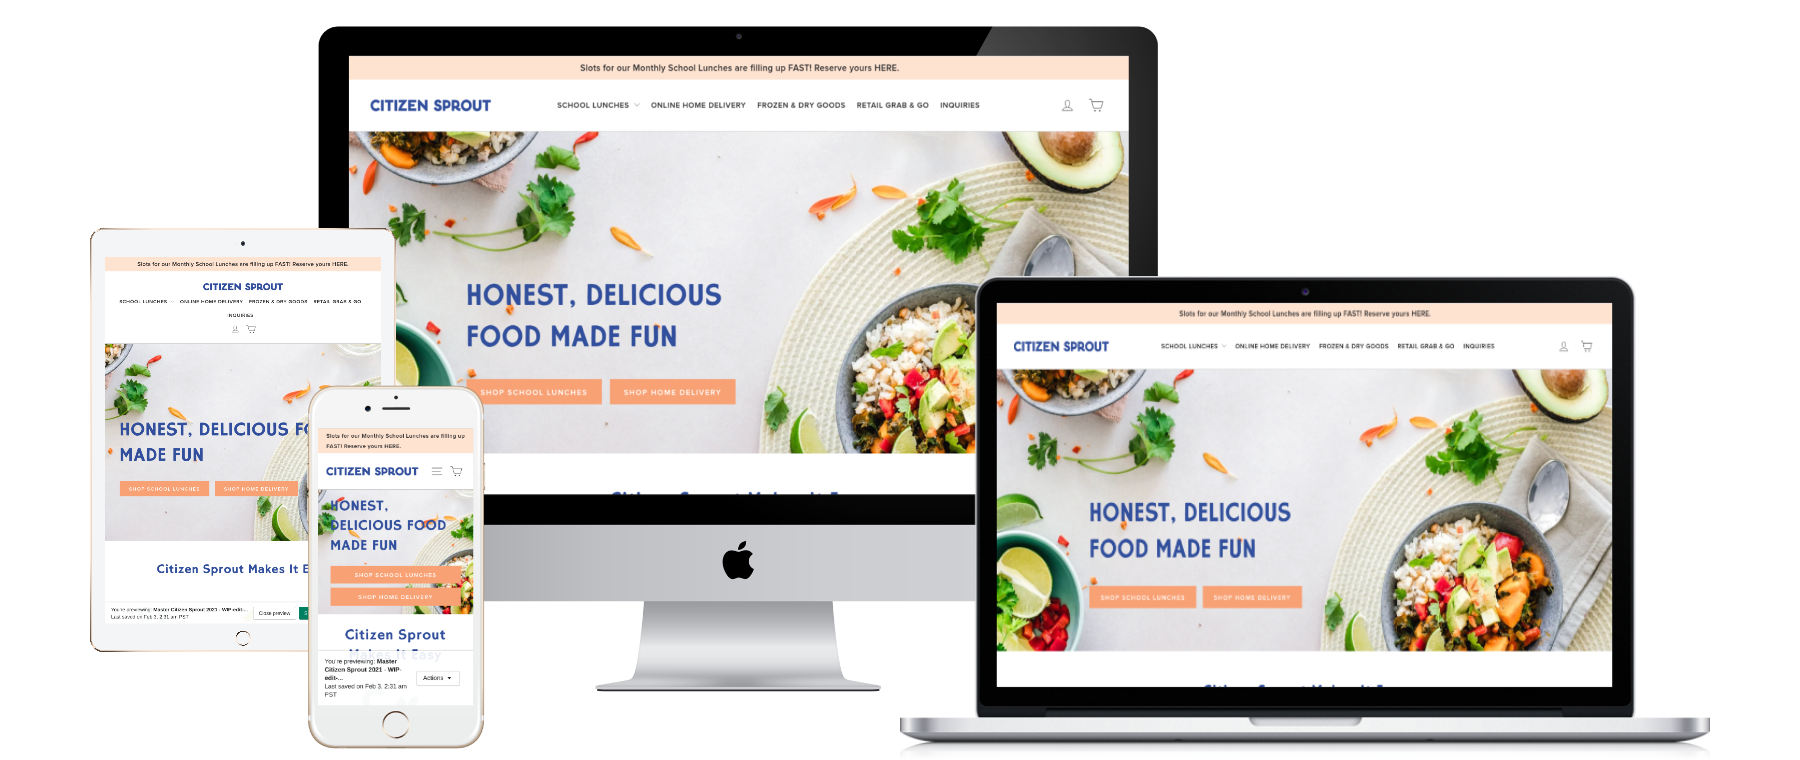 Slots for our Monthly School Lunches are filling up FAST! Reserve yours HERE.
CITIZEN SPROUT
SCHOOL LUNCHES ONLINE HOME DELIVERY FROZEN & DRY GOODS RETAIL GRAB & GO INQUIRIES
HONEST, DELICIOUS
FOOD MADE FUN
SHOP SCHOOL LUNCHES SHOP HOME DELIVERY
Slots for our Monthly School Lunches are filling up FAST! Reserve yours HERE.
CITIZEN SPROUT
SCHOOL LUNCHES ONLINE HOME DELIVERY FROZEN & DRY GOODS RETAIL GRAB & GO
INQUIRIES
HONEST, DELICIOUS
MADE FUN
SHOP SCHOOL LUNCHES SHOP HOME DELIVERY
Citizen Sprout Makes It
You're previewing: Master Citizen Sprout 2021 - WIP-edit-...
Last saved on Feb 3, 2:31 am PST
Close preview
Slots for our Monthly School Lunches are filling up
FAST! Reserve yours HERE.
CITIZEN SPROUT
HONEST,
DELICIOUS FOOD
MADE FUN
SHOP SCHOOL LUNCHES
SHOP HOME DELIVERY
Citizen Sprout
Makes It Easy
You're previewing: Master
Citizen Sprout 2021 - WIP-
edit-...
Last saved on Feb 3, 2:31 am
PST
Actions
Slots for our Monthly School Lunches are filling up FAST! Reserve yours HERE.
CITIZEN SPROUT
SCHOOL LUNCHES ONLINE HOME DELIVERY FROZEN & DRY GOODS RETAIL GRAB & GO INQUIRIES
HONEST, DELICIOUS
FOOD MADE FUN
SHOP SCHOOL LUNCHES SHOP HOME DELIVERY